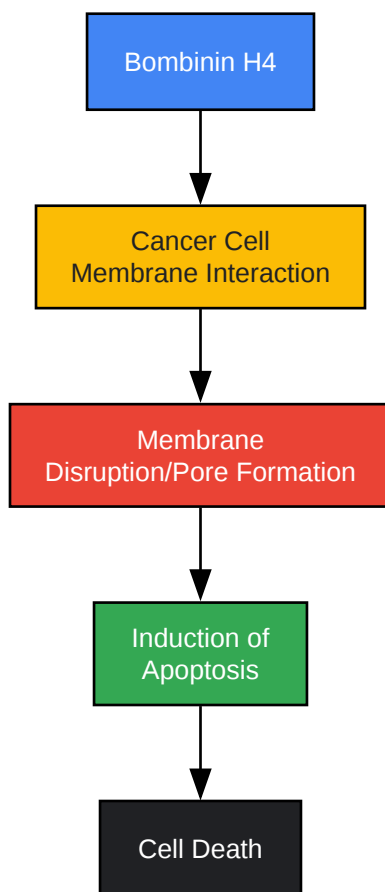 Bombinin H4
Cancer Cell
Membrane Interaction
Membrane
Disruption/Pore Formation
Induction of
Apoptosis
Cell Death